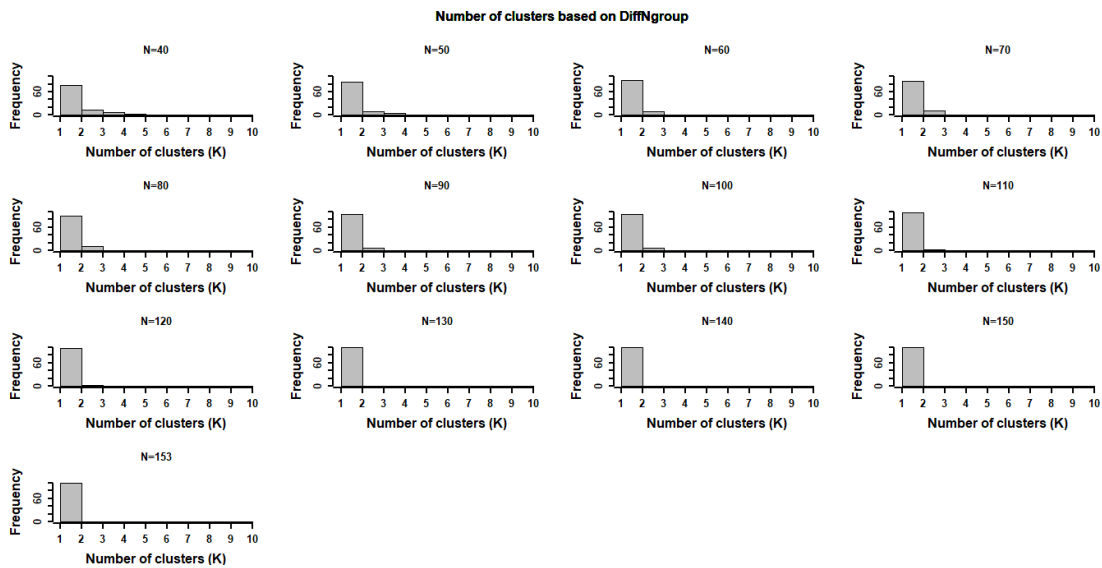 Number of clusters based on DiffNgroup
N=40
Frequency
0 60
1 2 3 4 5 6 7 8 9 10
Number of clusters (K)
N=50
Frequency
0 60
1 2 3 4 5 6 7 8 9 10
Number of clusters (K)
N=60
Frequency
0 60
1 2 3 4 5 6 7 8 9 10
Number of clusters (K)
N=70
Frequency
0 60
1 2 3 4 5 6 7 8 9 10
Number of clusters (K)
N=80
Frequency
0 60
1 2 3 4 5 6 7 8 9 10
Number of clusters (K)
N=90
Frequency
0 60
1 2 3 4 5 6 7 8 9 10
Number of clusters (K)
N=100
Frequency
0 60
1 2 3 4 5 6 7 8 9 10
Number of clusters (K)
N=110
Frequency
0 60
1 2 3 4 5 6 7 8 9 10
Number of clusters (K)
N=120
Frequency
0 60
1 2 3 4 5 6 7 8 9 10
Number of clusters (K)
N=130
Frequency
0 60
1 2 3 4 5 6 7 8 9 10
Number of clusters (K)
N=140
Frequency
0 60
1 2 3 4 5 6 7 8 9 10
Number of clusters (K)
N=150
Frequency
0 60
1 2 3 4 5 6 7 8 9 10
Number of clusters (K)
N=153
Frequency
0 60
1 2 3 4 5 6 7 8 9 10
Number of clusters (K)